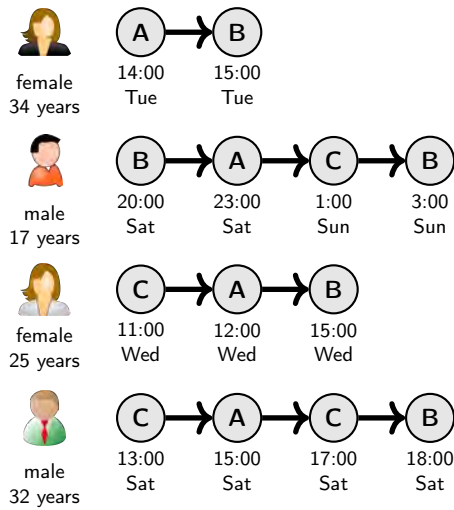 A B
14:00 15:00
Tue Tue
female
34 years
B A C B
20:00 23:00 1:00 3:00
Sat Sat Sun Sun
male
17 years
C A B
11:00 12:00 15:00
Wed Wed Wed
female
25 years
C A C B
13:00 15:00 17:00 18:00
Sat Sat Sat Sat
male
32 years